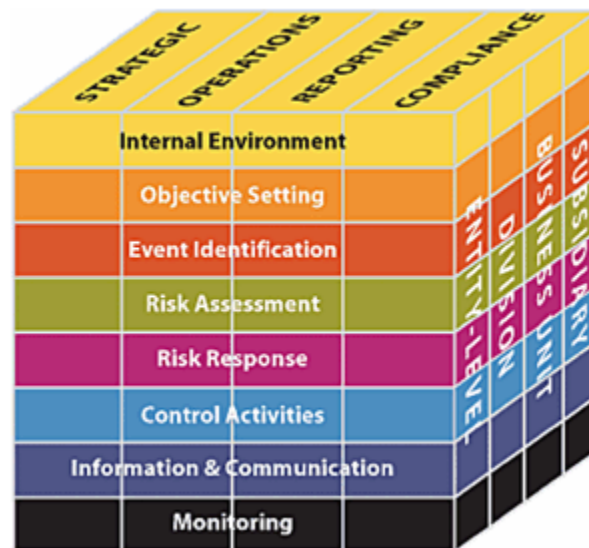 STRATEGIC
OPERATIONS
REPORTING
COMPLIANCE
Internal Environment
Objective Setting
Event Identification
Risk Assessment
Risk Response
Control Activities
Information & Communication
Monitoring
ENTITY-LEVEL
DIVISION
BUSINESS UNIT
SUBSIDIARY